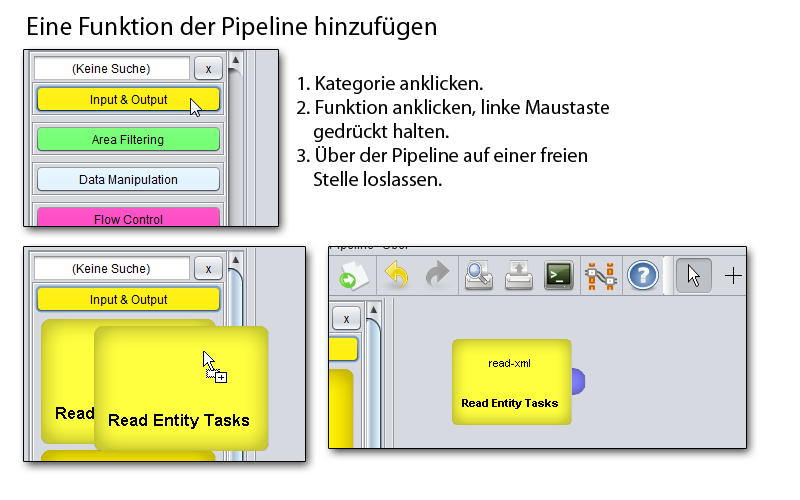 Eine Funktion der Pipeline hinzufügen
(Keine Suche) x
Input & Output
Area Filtering
Data Manipulation
Flow Control
1. Kategorie anklicken.
2. Funktion anklicken, linke Maustaste
gedrückt halten.
3. Über der Pipeline auf einer freien
Stelle loslassen.
(Keine Suche) x
Input & Output
Read
Read Entity Tasks
x
read-xml
Read Entity Tasks